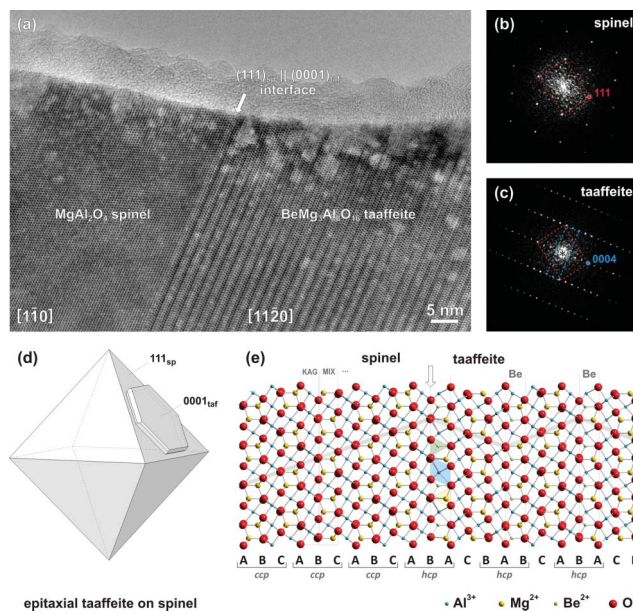 (a)
(111)sp || (0001)taf
interface
MgAl₂O₄ spinel
BeMg₃Al₈O₁₆ taaffeite
[11̄0]
[112̄0]
5 nm
(b)
spinel
111
(c)
taaffeite
0004
(d)
111sp
0001taf
epitaxial taaffeite on spinel
(e)
spinel
taaffeite
KAG MIX ...
Be
Be
A B C A B C A B C A B A C B A B C A B A C B
ccp ccp ccp hcp hcp hcp
Al³⁺ Mg²⁺ Be²⁺ O